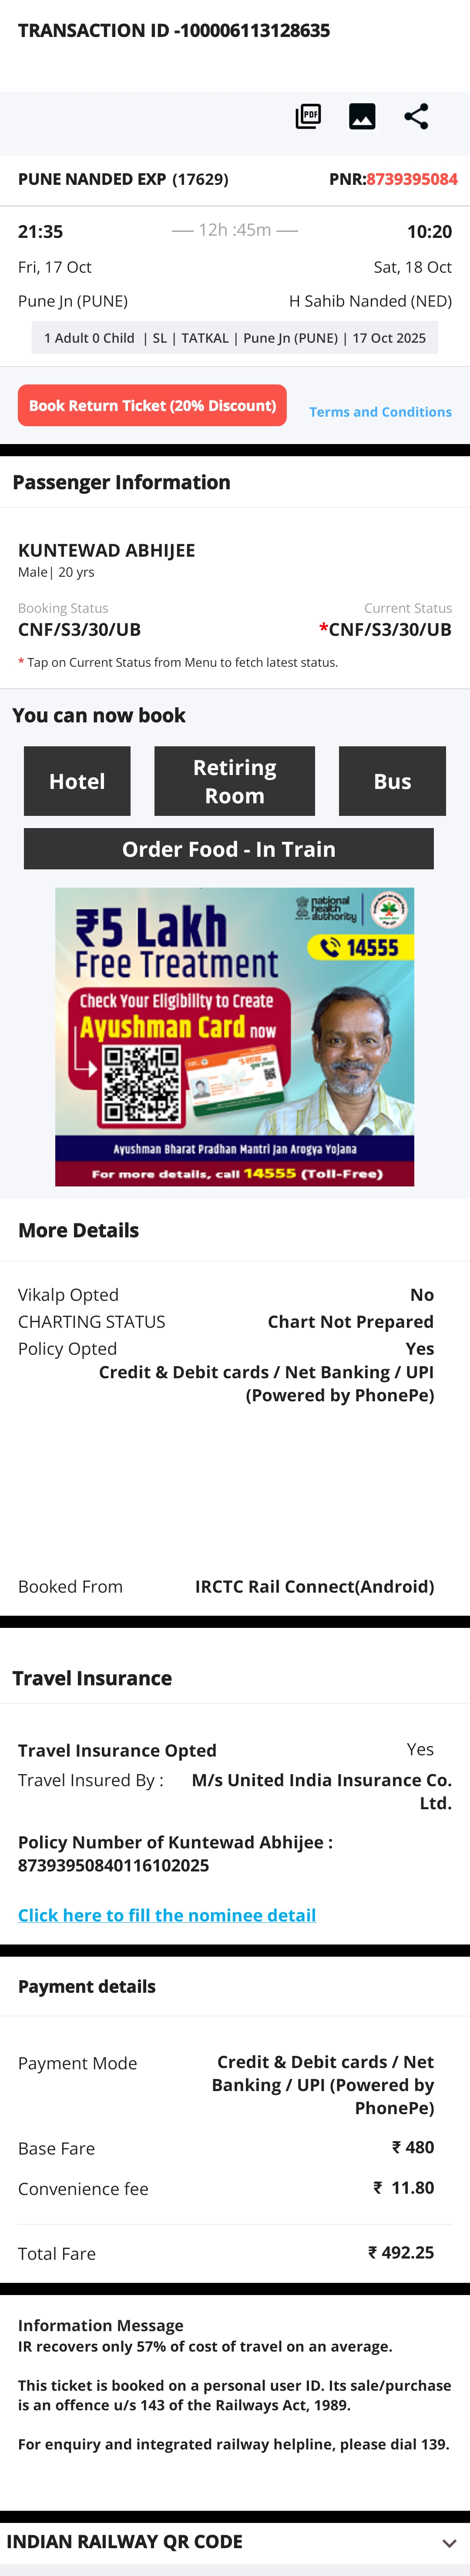 TRANSACTION ID -100006113128635
PDF
PUNE NANDED EXP (17629) PNR:8739395084
21:35 12h :45m 10:20
Fri, 17 Oct Sat, 18 Oct
Pune Jn (PUNE) H Sahib Nanded (NED)
1 Adult 0 Child | SL | TATKAL | Pune Jn (PUNE) | 17 Oct 2025
Book Return Ticket (20% Discount) Terms and Conditions
Passenger Information
KUNTEWAD ABHIJEE
Male| 20 yrs
Booking Status Current Status
CNF/S3/30/UB *CNF/S3/30/UB
* Tap on Current Status from Menu to fetch latest status.
You can now book
Hotel
Retiring
Room
Bus
Order Food - In Train
national
health
authority
₹5 Lakh
Free Treatment
14555
Check Your Eligibility to Create
Ayushman Card now
Ayushman Bharat Pradhan Mantri Jan Arogya Yojana
For more details, call 14555 (Toll-Free)
More Details
Vikalp Opted No
CHARTING STATUS Chart Not Prepared
Policy Opted Yes
Credit & Debit cards / Net Banking / UPI
(Powered by PhonePe)
Booked From IRCTC Rail Connect(Android)
Travel Insurance
Travel Insurance Opted Yes
Travel Insured By : M/s United India Insurance Co.
Ltd.
Policy Number of Kuntewad Abhijee :
87393950840116102025
Click here to fill the nominee detail
Payment details
Payment Mode Credit & Debit cards / Net
Banking / UPI (Powered by
PhonePe)
Base Fare ₹ 480
Convenience fee ₹ 11.80
Total Fare ₹ 492.25
Information Message
IR recovers only 57% of cost of travel on an average.
This ticket is booked on a personal user ID. Its sale/purchase
is an offence u/s 143 of the Railways Act, 1989.
For enquiry and integrated railway helpline, please dial 139.
INDIAN RAILWAY QR CODE